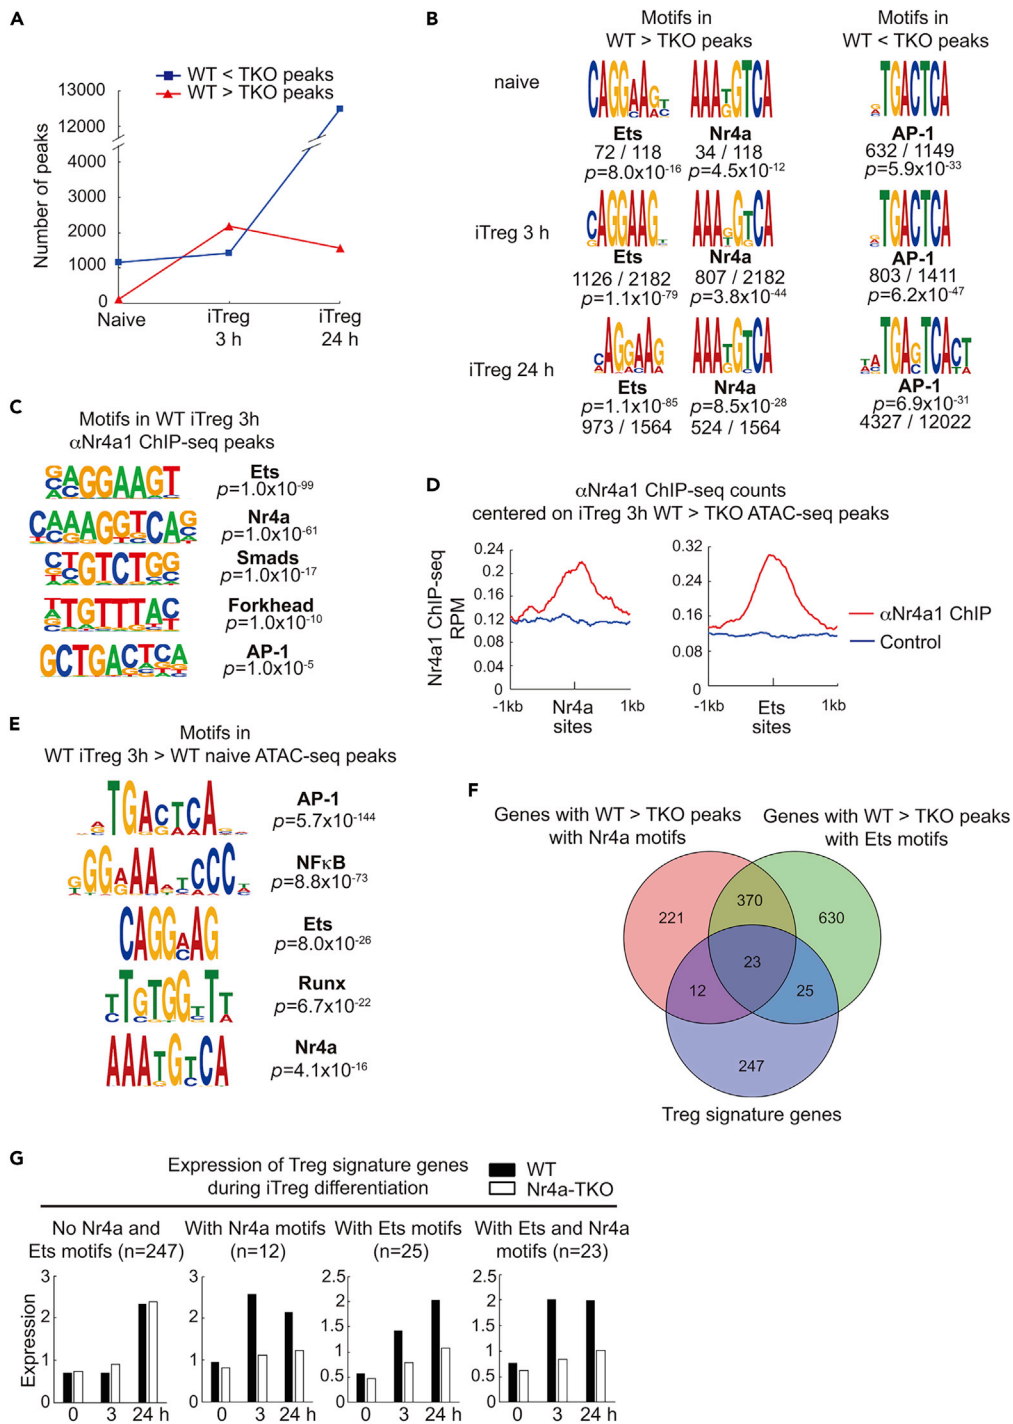 A
WT < TKO peaks
WT > TKO peaks
13000
12000
4000
3000
2000
1000
0
Number of peaks
Naive
iTreg
3 h
iTreg
24 h
B
Motifs in
WT > TKO peaks
Motifs in
WT < TKO peaks
naive
Ets
72 / 118
p=8.0x10-16
Nr4a
34 / 118
p=4.5x10-12
AP-1
632 / 1149
p=5.9x10-33
iTreg 3 h
Ets
1126 / 2182
p=1.1x10-79
Nr4a
807 / 2182
p=3.8x10-44
AP-1
803 / 1411
p=6.2x10-47
iTreg 24 h
Ets
p=1.1x10-85
973 / 1564
Nr4a
p=8.5x10-28
524 / 1564
AP-1
p=6.9x10-31
4327 / 12022
C
Motifs in WT iTreg 3h
αNr4a1 ChIP-seq peaks
Ets
p=1.0x10-99
Nr4a
p=1.0x10-61
Smads
p=1.0x10-17
Forkhead
p=1.0x10-10
AP-1
p=1.0x10-5
D
αNr4a1 ChIP-seq counts
centered on iTreg 3h WT > TKO ATAC-seq peaks
Nr4a1 ChIP-seq
RPM
0.24
0.2
0.16
0.12
0.08
0.04
0
-1kb
Nr4a
sites
1kb
0.32
0.24
0.16
0.08
0
-1kb
Ets
sites
1kb
αNr4a1 ChIP
Control
E
Motifs in
WT iTreg 3h > WT naive ATAC-seq peaks
AP-1
p=5.7x10-144
NFκB
p=8.8x10-73
Ets
p=8.0x10-26
Runx
p=6.7x10-22
Nr4a
p=4.1x10-16
F
Genes with WT > TKO peaks
with Nr4a motifs
Genes with WT > TKO peaks
with Ets motifs
221
370
630
23
12
25
247
Treg signature genes
G
Expression of Treg signature genes
during iTreg differentiation
WT
Nr4a-TKO
No Nr4a and
Ets motifs (n=247)
With Nr4a motifs
(n=12)
With Ets motifs
(n=25)
With Ets and Nr4a
motifs (n=23)
Expression
3
2
1
0
0 3 24 h
3
2
1
0
0 3 24 h
2.5
2
1.5
1
0.5
0
0 3 24 h
2.5
2
1.5
1
0.5
0
0 3 24 h